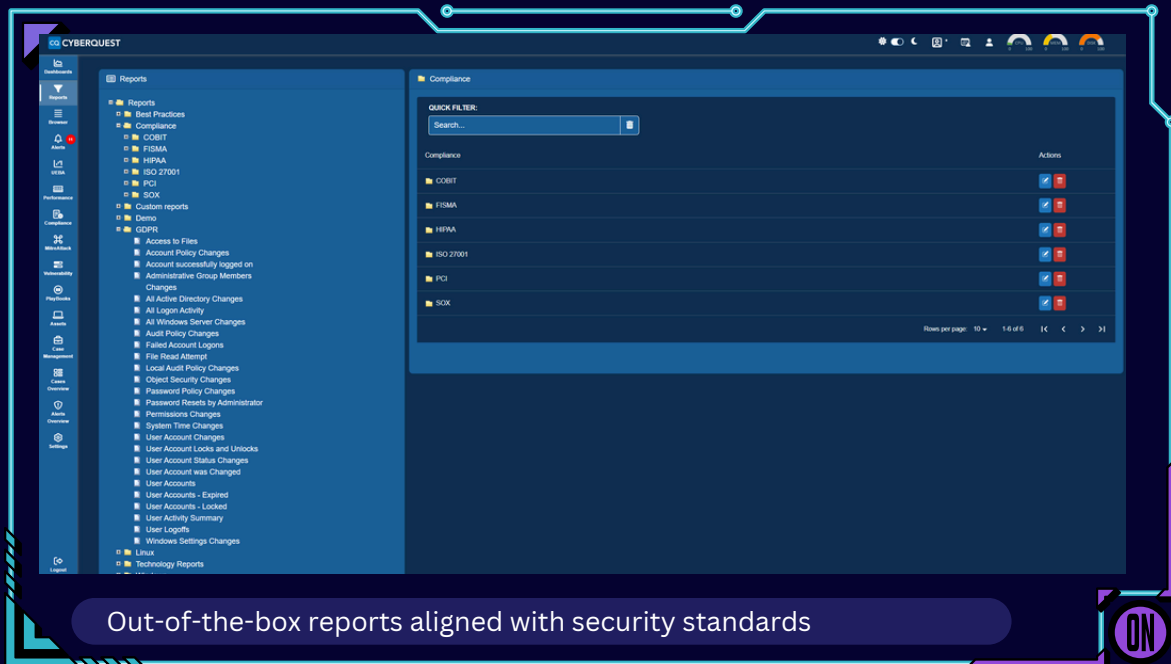 CQ CYBERQUEST
Dashboards
Reports
Browser
Alerts
UEBA
Performance
Compliance
MitreAttack
Vulnerability
PlayBooks
Assets
Case
Management
Cases
Overview
Alerts
Overview
Settings
Logout
Reports
Reports
Best Practices
Compliance
COBIT
FISMA
HIPAA
ISO 27001
PCI
SOX
Custom reports
Demo
GDPR
Access to Files
Account Policy Changes
Account successfully logged on
Administrative Group Members
Changes
All Active Directory Changes
All Logon Activity
All Windows Server Changes
Audit Policy Changes
Failed Account Logons
File Read Attempt
Local Audit Policy Changes
Object Security Changes
Password Policy Changes
Password Resets by Administrator
Permissions Changes
System Time Changes
User Account Changes
User Account Locks and Unlocks
User Account Status Changes
User Account was Changed
User Accounts
User Accounts - Expired
User Accounts - Locked
User Activity Summary
User Logoffs
Windows Settings Changes
Linux
Technology Reports
Compliance
QUICK FILTER:
Search...
Compliance Actions
COBIT
FISMA
HIPAA
ISO 27001
PCI
SOX
Rows per page: 10 1-6 of 6
Out-of-the-box reports aligned with security standards
ON